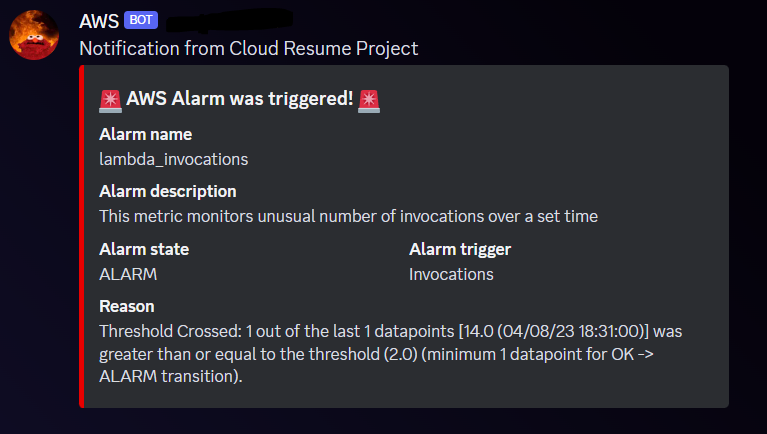 AWS BOT
Notification from Cloud Resume Project
AWS Alarm was triggered!
Alarm name
lambda_invocations
Alarm description
This metric monitors unusual number of invocations over a set time
Alarm state
ALARM
Alarm trigger
Invocations
Reason
Threshold Crossed: 1 out of the last 1 datapoints [14.0 (04/08/23 18:31:00)] was
greater than or equal to the threshold (2.0) (minimum 1 datapoint for OK ->
ALARM transition).